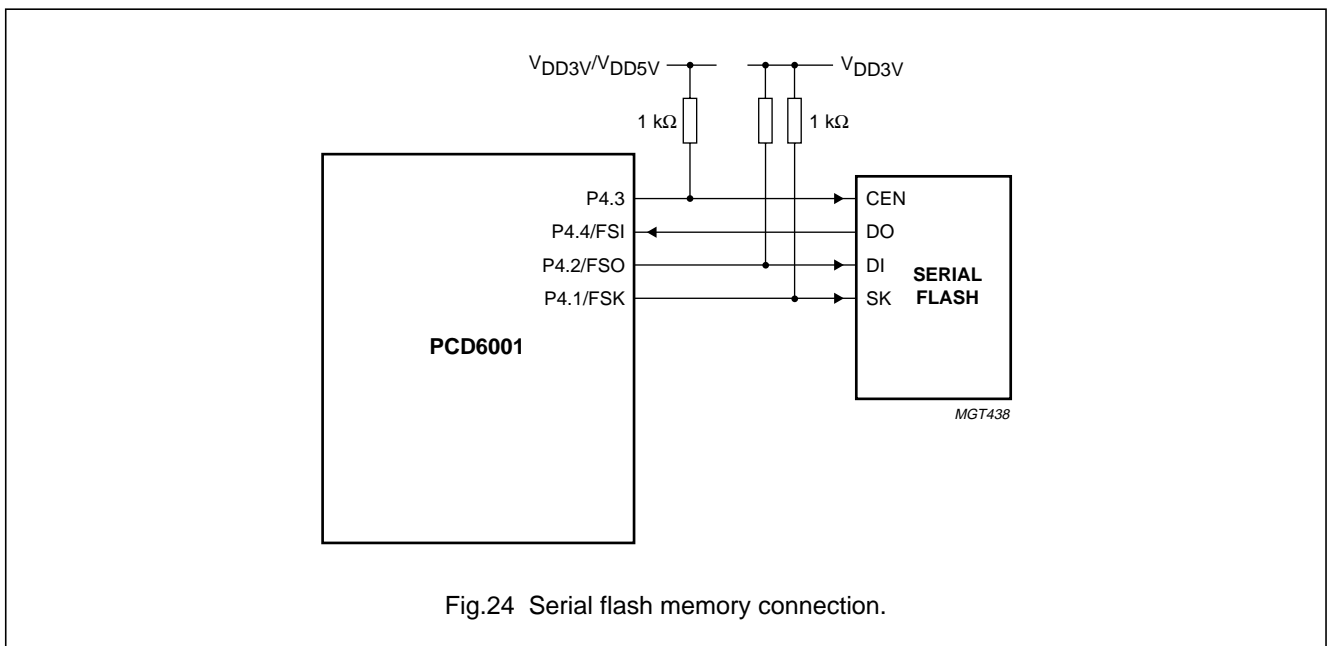 VDD3V/VDD5V
VDD3V
1 kΩ
1 kΩ
P4.3
CEN
P4.4/FSI
DO
P4.2/FSO
DI
P4.1/FSK
SK
SERIAL
FLASH
PCD6001
MGT438
Fig.24 Serial flash memory connection.